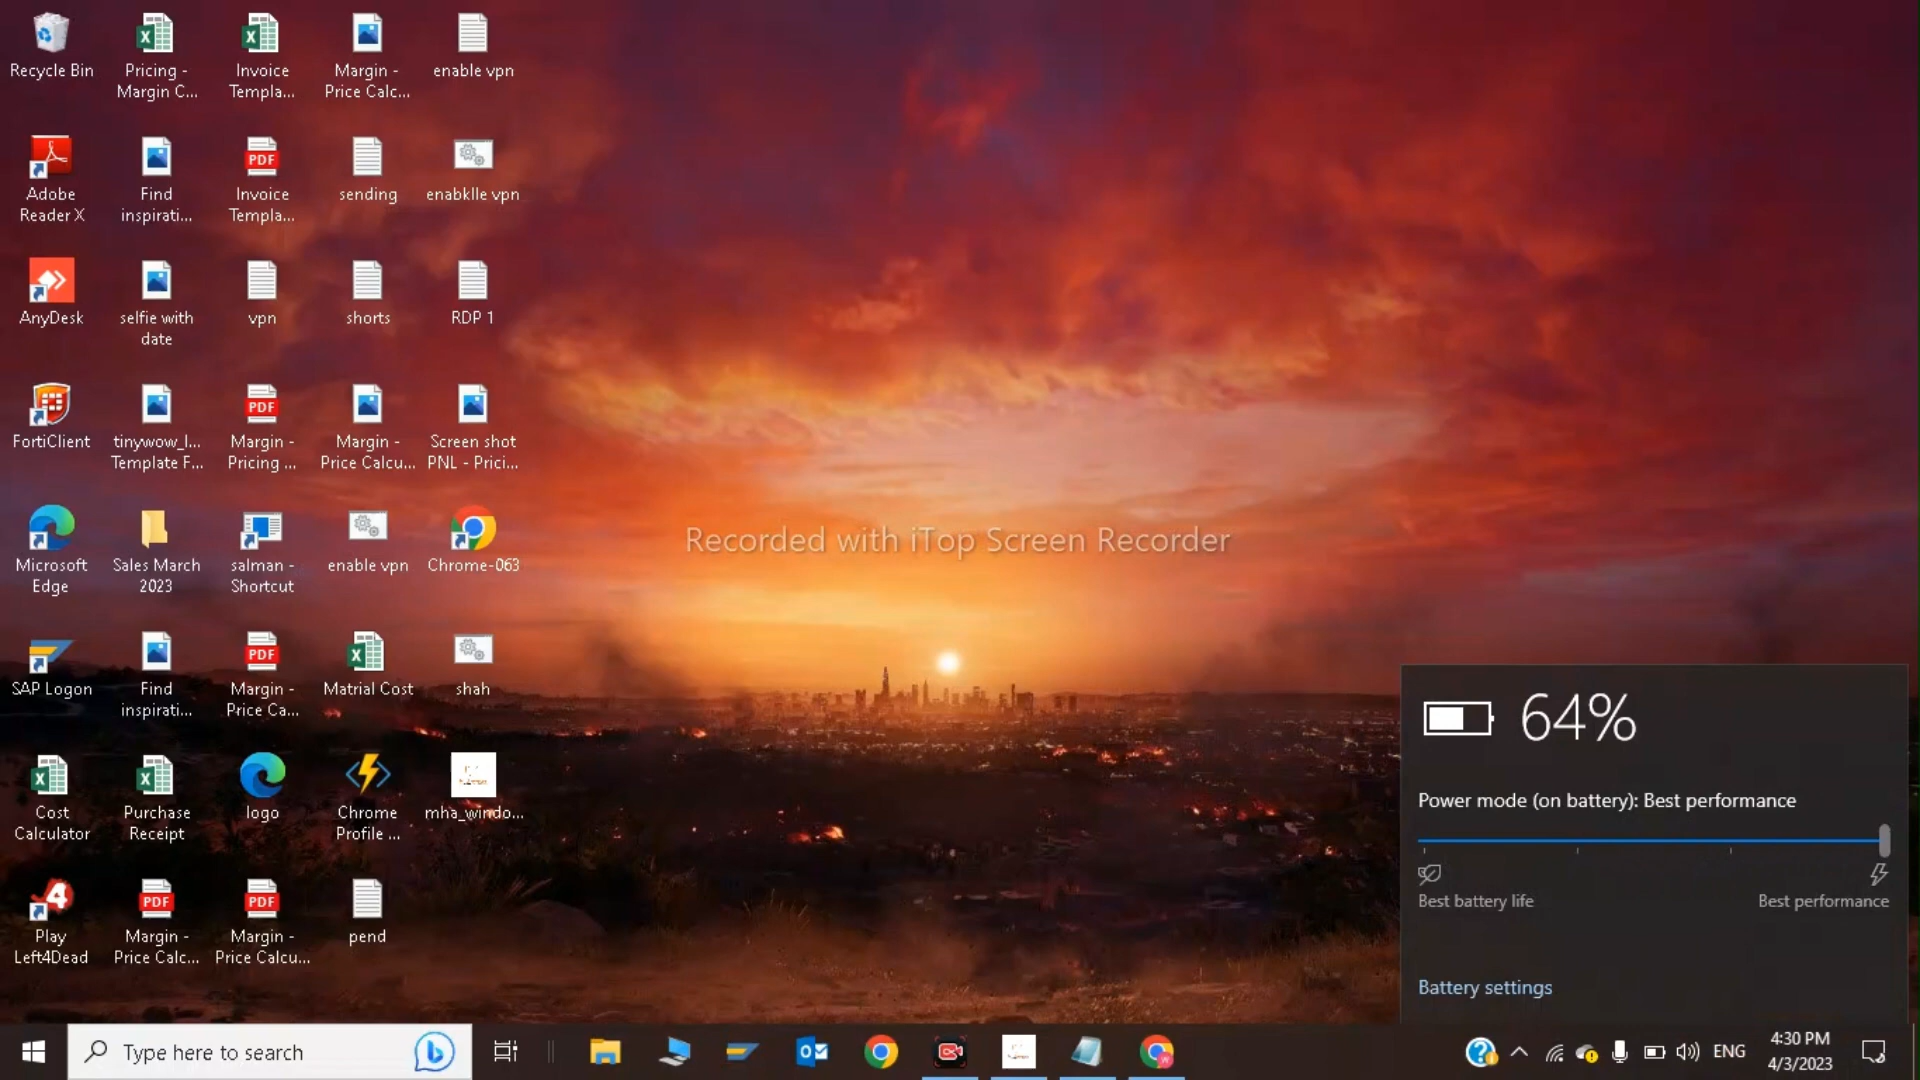 Recycle Bin
Pricing -
Margin C...
Invoice
Templa...
Margin -
Price Calc...
enable vpn
Adobe
Reader X
Find
inspirati...
Invoice
Templa...
sending
enabklle vpn
AnyDesk
selfie with
date
vpn
shorts
RDP 1
FortiClient
tinywow_I...
Template F...
Margin -
Pricing ...
Margin -
Price Calcu...
Screen shot
PNL - Prici...
Microsoft
Edge
Sales March
2023
salman -
Shortcut
enable vpn
Chrome-063
Recorded with iTop Screen Recorder
SAP Logon
Find
inspirati...
Margin -
Price Ca...
Matrial Cost
shah
Cost
Calculator
Purchase
Receipt
logo
Chrome
Profile ...
mha_windo...
Play
Left4Dead
Margin -
Price Calc...
Margin -
Price Calcu...
pend
64%
Power mode (on battery): Best performance
Best battery life
Best performance
Battery settings
Type here to search
ENG
4:30 PM
4/3/2023